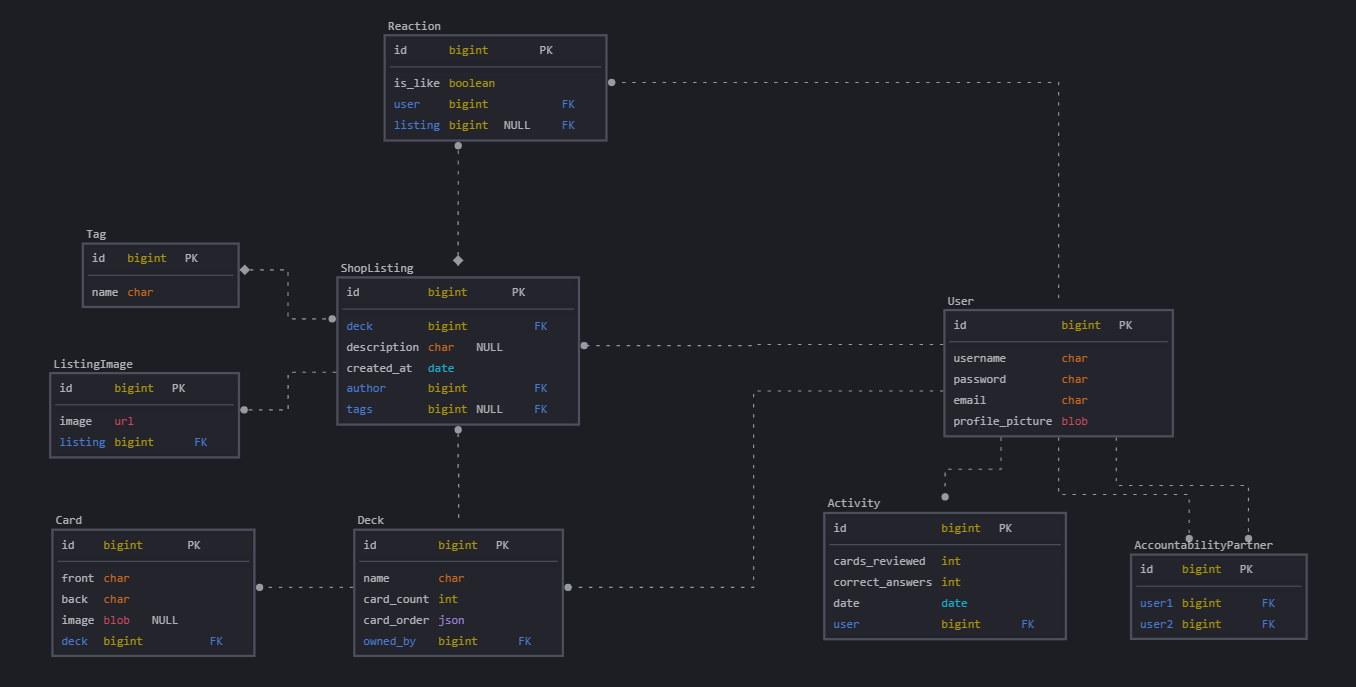 Reaction
id bigint PK
is_like boolean
user bigint FK
listing bigint NULL FK
Tag
id bigint PK
name char
ShopListing
id bigint PK
deck bigint FK
description char NULL
created_at date
author bigint FK
tags bigint NULL FK
User
id bigint PK
username char
password char
email char
profile_picture blob
ListingImage
id bigint PK
image url
listing bigint FK
Card
id bigint PK
front char
back char
image blob NULL
deck bigint FK
Deck
id bigint PK
name char
card_count int
card_order json
owned_by bigint FK
Activity
id bigint PK
cards_reviewed int
correct_answers int
date date
user bigint FK
AccountabilityPartner
id bigint PK
user1 bigint FK
user2 bigint FK